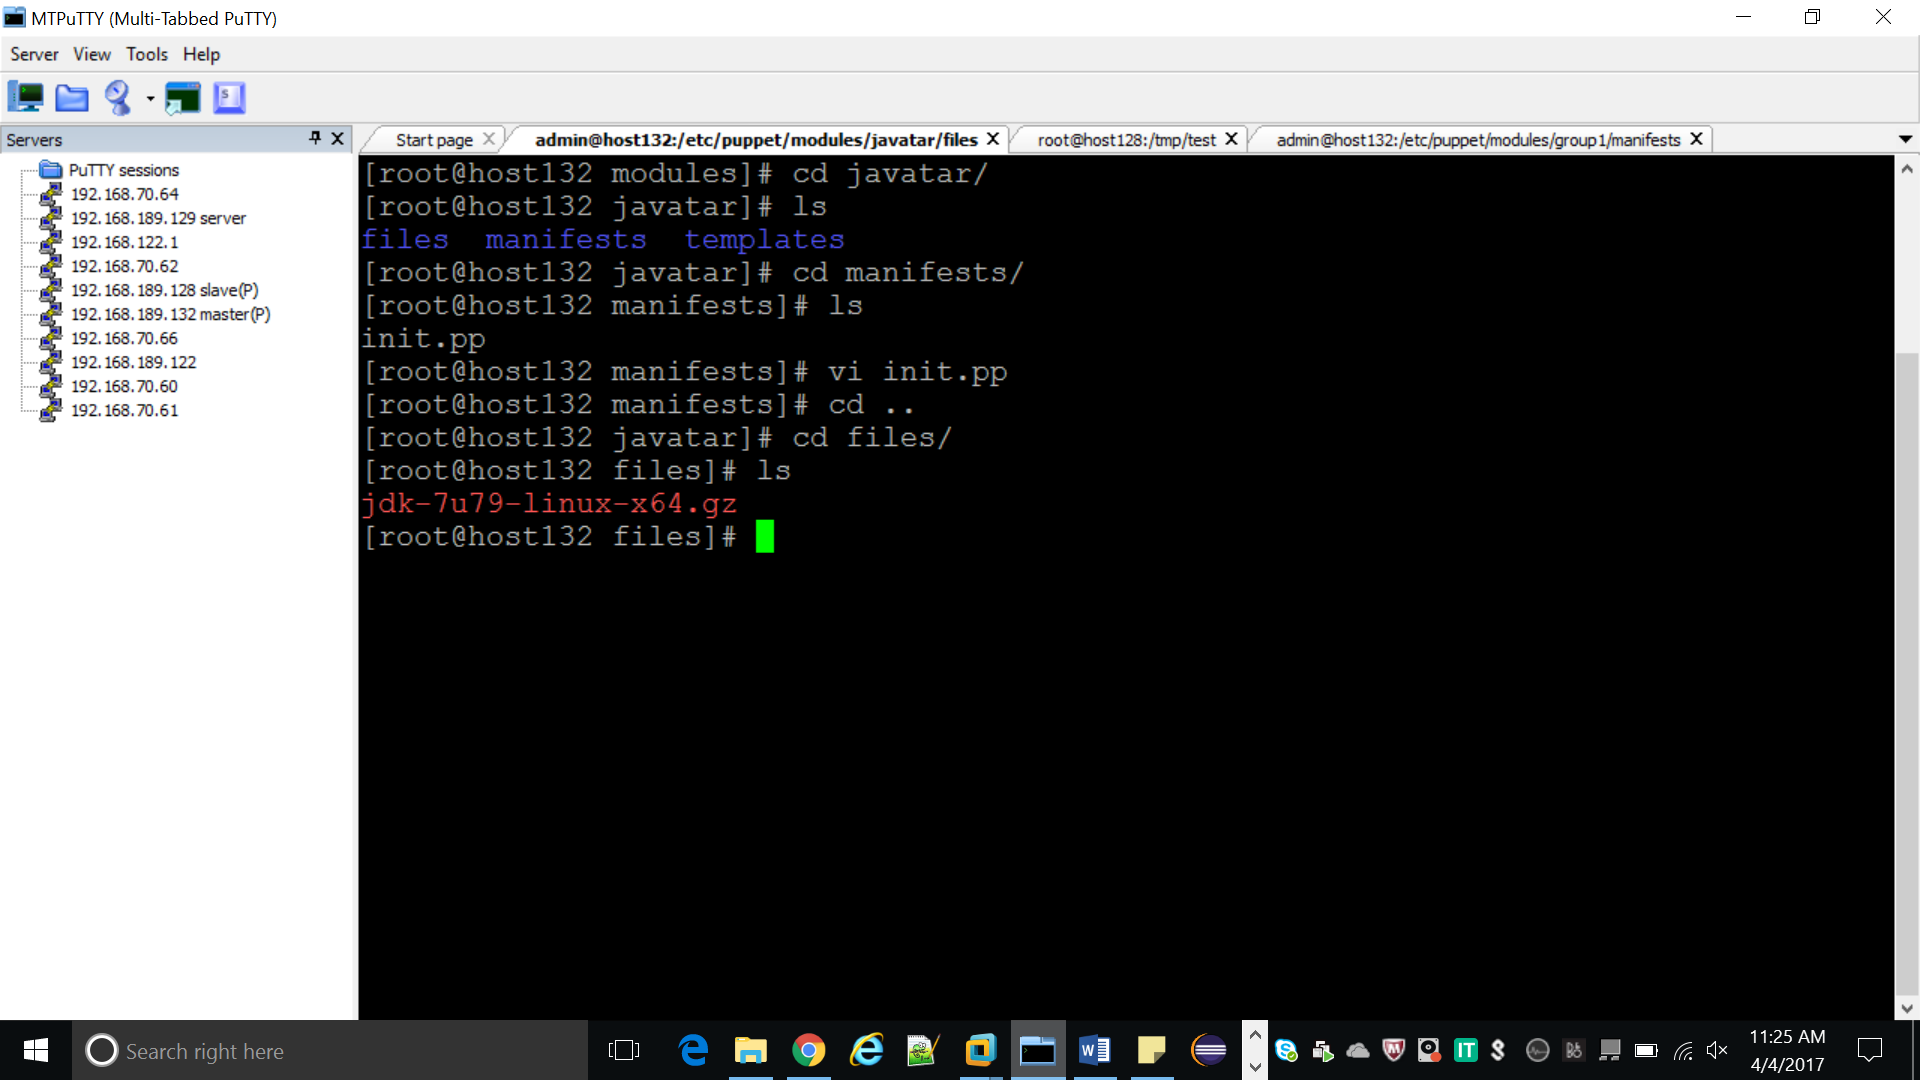 MTPuTTY (Multi-Tabbed PuTTY)
Server View Tools Help
Servers
PuTTY sessions
192.168.70.64
192.168.189.129 server
192.168.122.1
192.168.70.62
192.168.189.128 slave(P)
192.168.189.132 master(P)
192.168.70.66
192.168.189.122
192.168.70.60
192.168.70.61
Start page admin@host132:/etc/puppet/modules/javatar/files root@host128:/tmp/test admin@host132:/etc/puppet/modules/group1/manifests
[root@host132 modules]# cd javatar/
[root@host132 javatar]# ls
files manifests templates
[root@host132 javatar]# cd manifests/
[root@host132 manifests]# ls
init.pp
[root@host132 manifests]# vi init.pp
[root@host132 manifests]# cd ..
[root@host132 javatar]# cd files/
[root@host132 files]# ls
jdk-7u79-linux-x64.gz
[root@host132 files]#
Search right here
IT
11:25 AM
4/4/2017